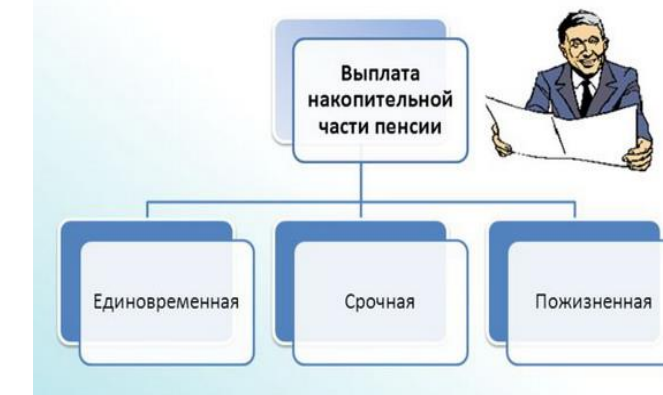 Выплата
накопительной
части пенсии
Единовременная
Срочная
Пожизненная